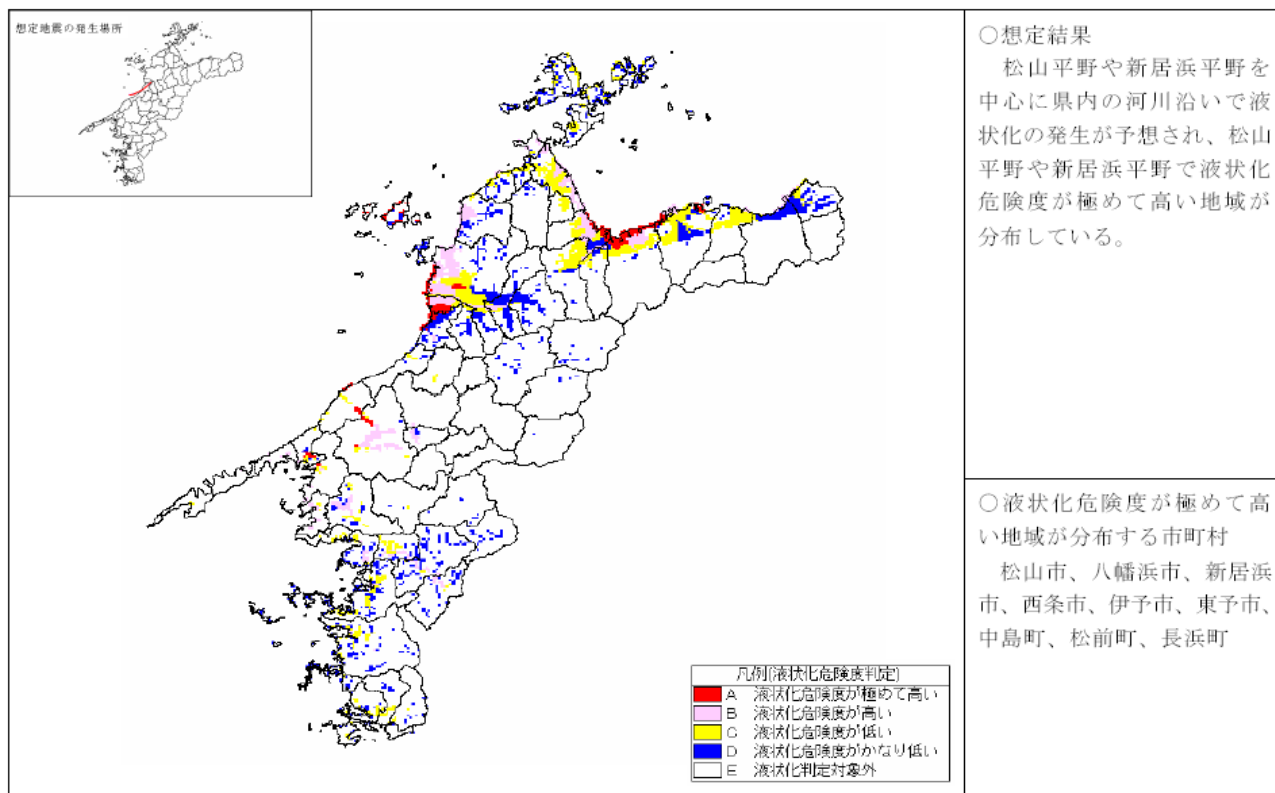 想定地震の発生場所
○想定結果
松山平野や新居浜平野を
中心に県内の河川沿いで液
状化の発生が予想され、松山
平野や新居浜平野で液状化
危険度が極めて高い地域が
分布している。
○液状化危険度が極めて高
い地域が分布する市町村
松山市、八幡浜市、新居浜
市、西条市、伊予市、東予市、
中島町、松前町、長浜町
凡例(液状化危険度判定)
A 液状化危険度が極めて高い
B 液状化危険度が高い
C 液状化危険度が低い
D 液状化危険度がかなり低い
E 液状化判定対象外